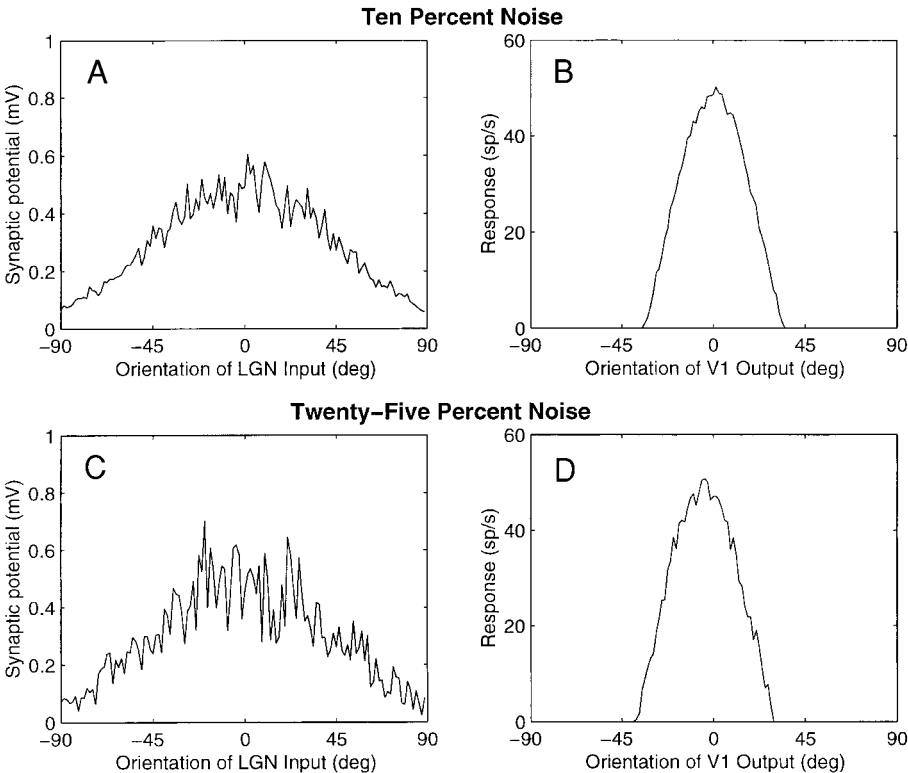 Ten Percent Noise
A
B
1
0.8
0.6
0.4
0.2
0
Synaptic potential (mV)
−90
−45
0
45
90
Orientation of LGN Input (deg)
60
40
20
0
Response (sp/s)
−90
−45
0
45
90
Orientation of V1 Output (deg)
Twenty−Five Percent Noise
C
D
1
0.8
0.6
0.4
0.2
0
Synaptic potential (mV)
−90
−45
0
45
90
Orientation of LGN Input (deg)
60
40
20
0
Response (sp/s)
−90
−45
0
45
90
Orientation of V1 Output (deg)